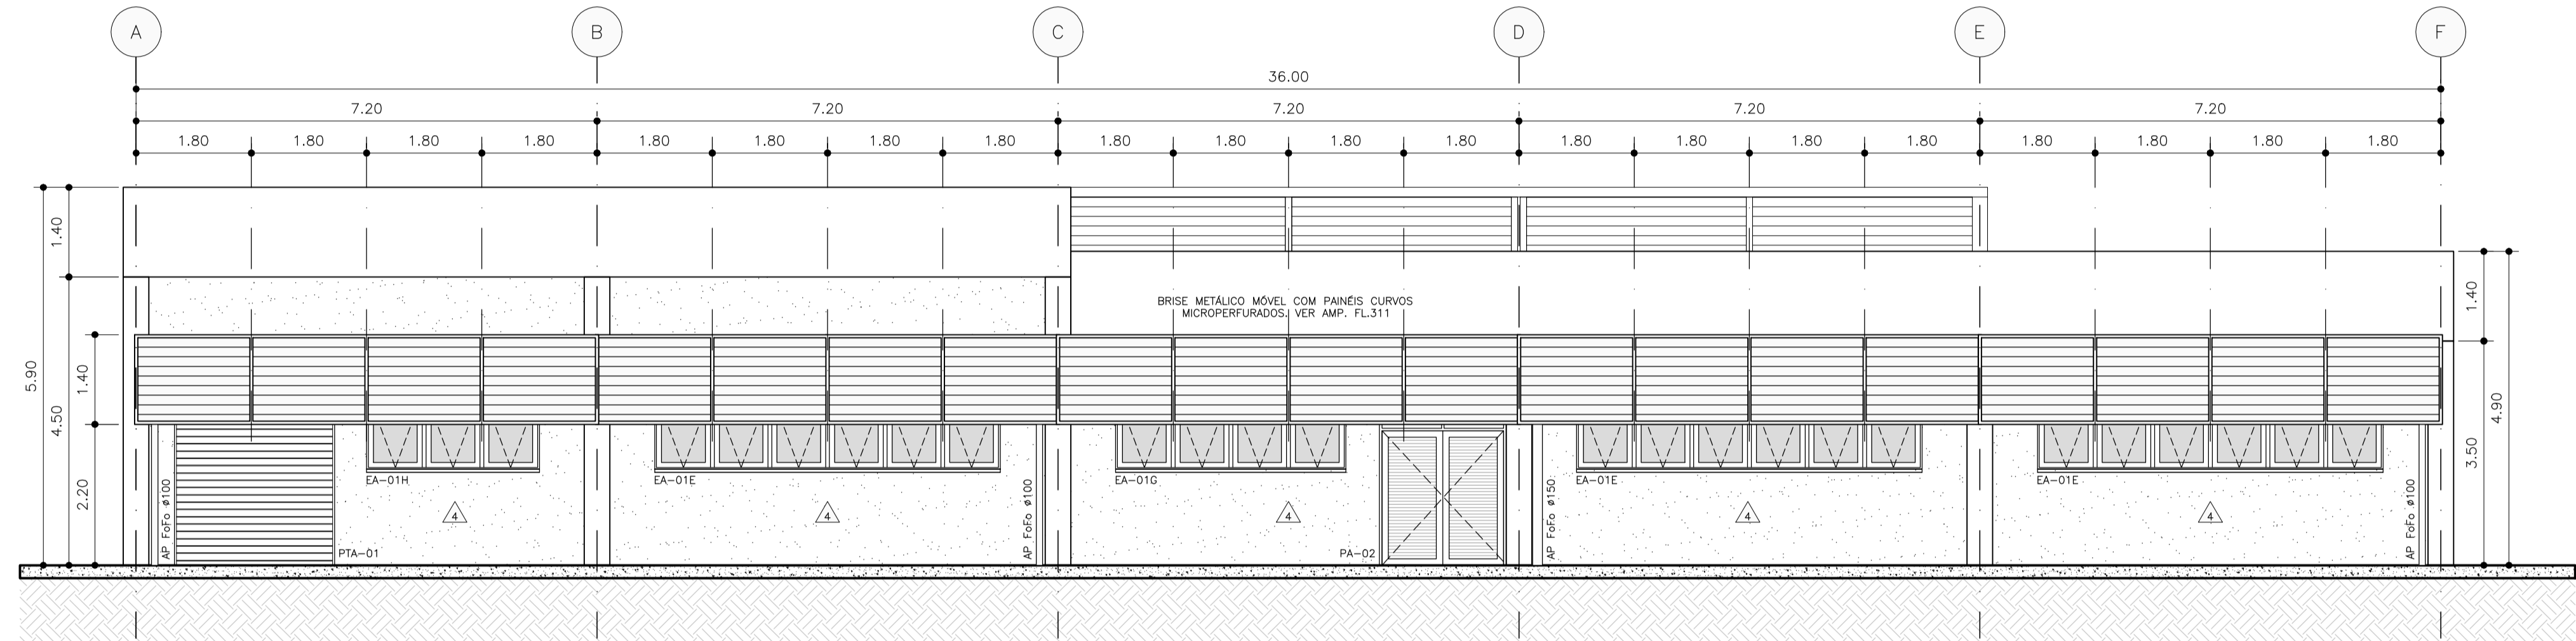 A B C D E F
36.00
7.20 7.20 7.20 7.20 7.20
1.80 1.80 1.80 1.80 1.80 1.80 1.80 1.80 1.80 1.80 1.80 1.80 1.80 1.80 1.80 1.80 1.80 1.80 1.80 1.80
5.90
1.40
4.50
1.40
2.20
BRISE METÁLICO MÓVEL COM PAINÉIS CURVOS
MICROPERFURADOS. VER AMP. FL.311
1.40
4.90
3.50
AP FoFo ø100
PTA-01
EA-01H
4
EA-01E
4
AP FoFo ø100
EA-01G
4
PA-02
AP FoFo ø150
EA-01E
4
EA-01E
4
AP FoFo ø100